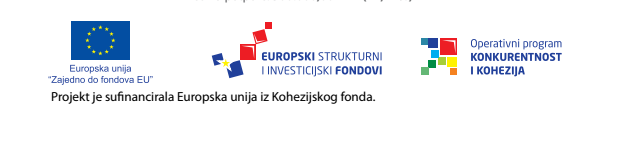 Europska unija
"Zajedno do fondova EU"
EUROPSKI STRUKTURNI
I INVESTICIJSKI FONDOVI
Operativni program
KONKURENTNOST
I KOHEZIJA
Projekt je sufinancirala Europska unija iz Kohezijskog fonda.